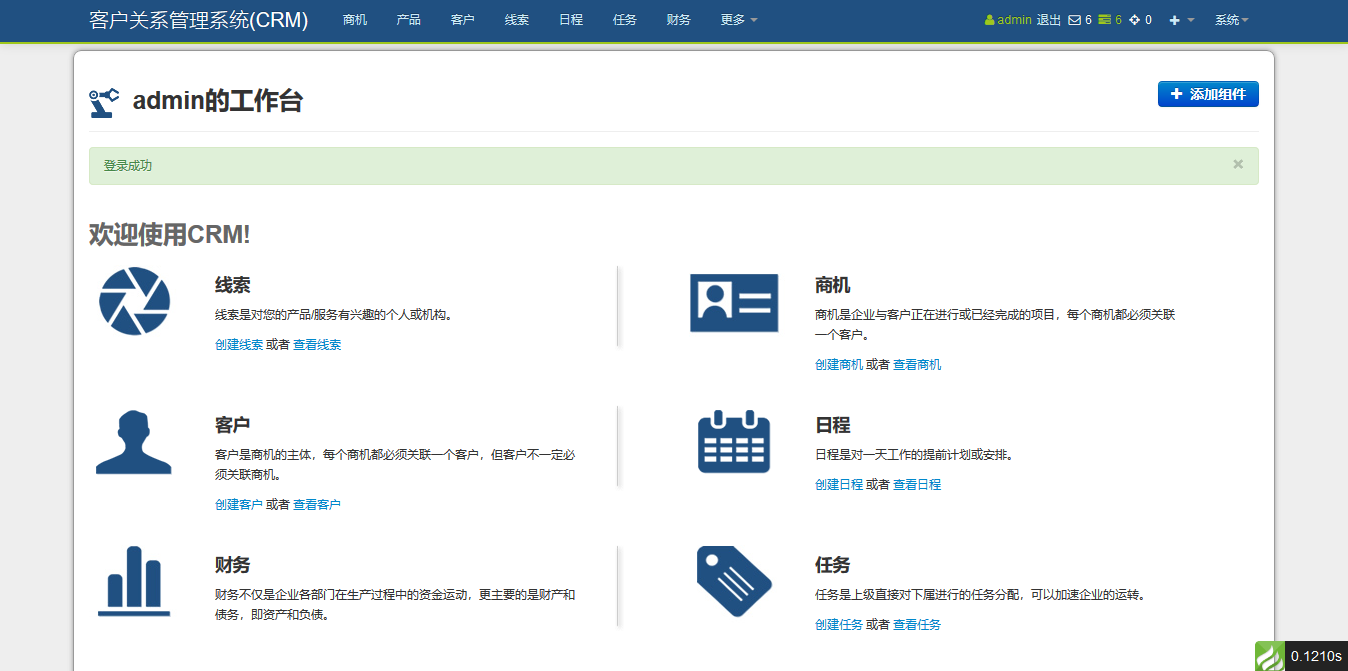 客户关系管理系统(CRM) 商机 产品 客户 线索 日程 任务 财务 更多 admin 退出 6 6 0 系统
admin的工作台
添加组件
登录成功 ×
欢迎使用CRM!
线索
线索是对您的产品/服务有兴趣的个人或机构。
创建线索 或者 查看线索
商机
商机是企业与客户正在进行或已经完成的项目，每个商机都必须关联
一个客户。
创建商机 或者 查看商机
客户
客户是商机的主体，每个商机都必须关联一个客户，但客户不一定必
须关联商机。
创建客户 或者 查看客户
日程
日程是对一天工作的提前计划或安排。
创建日程 或者 查看日程
财务
财务不仅是企业各部门在生产过程中的资金运动，更主要的是财产和
债务，即资产和负债。
任务
任务是上级直接对下属进行的任务分配，可以加速企业的运转。
创建任务 或者 查看任务
0.1210s